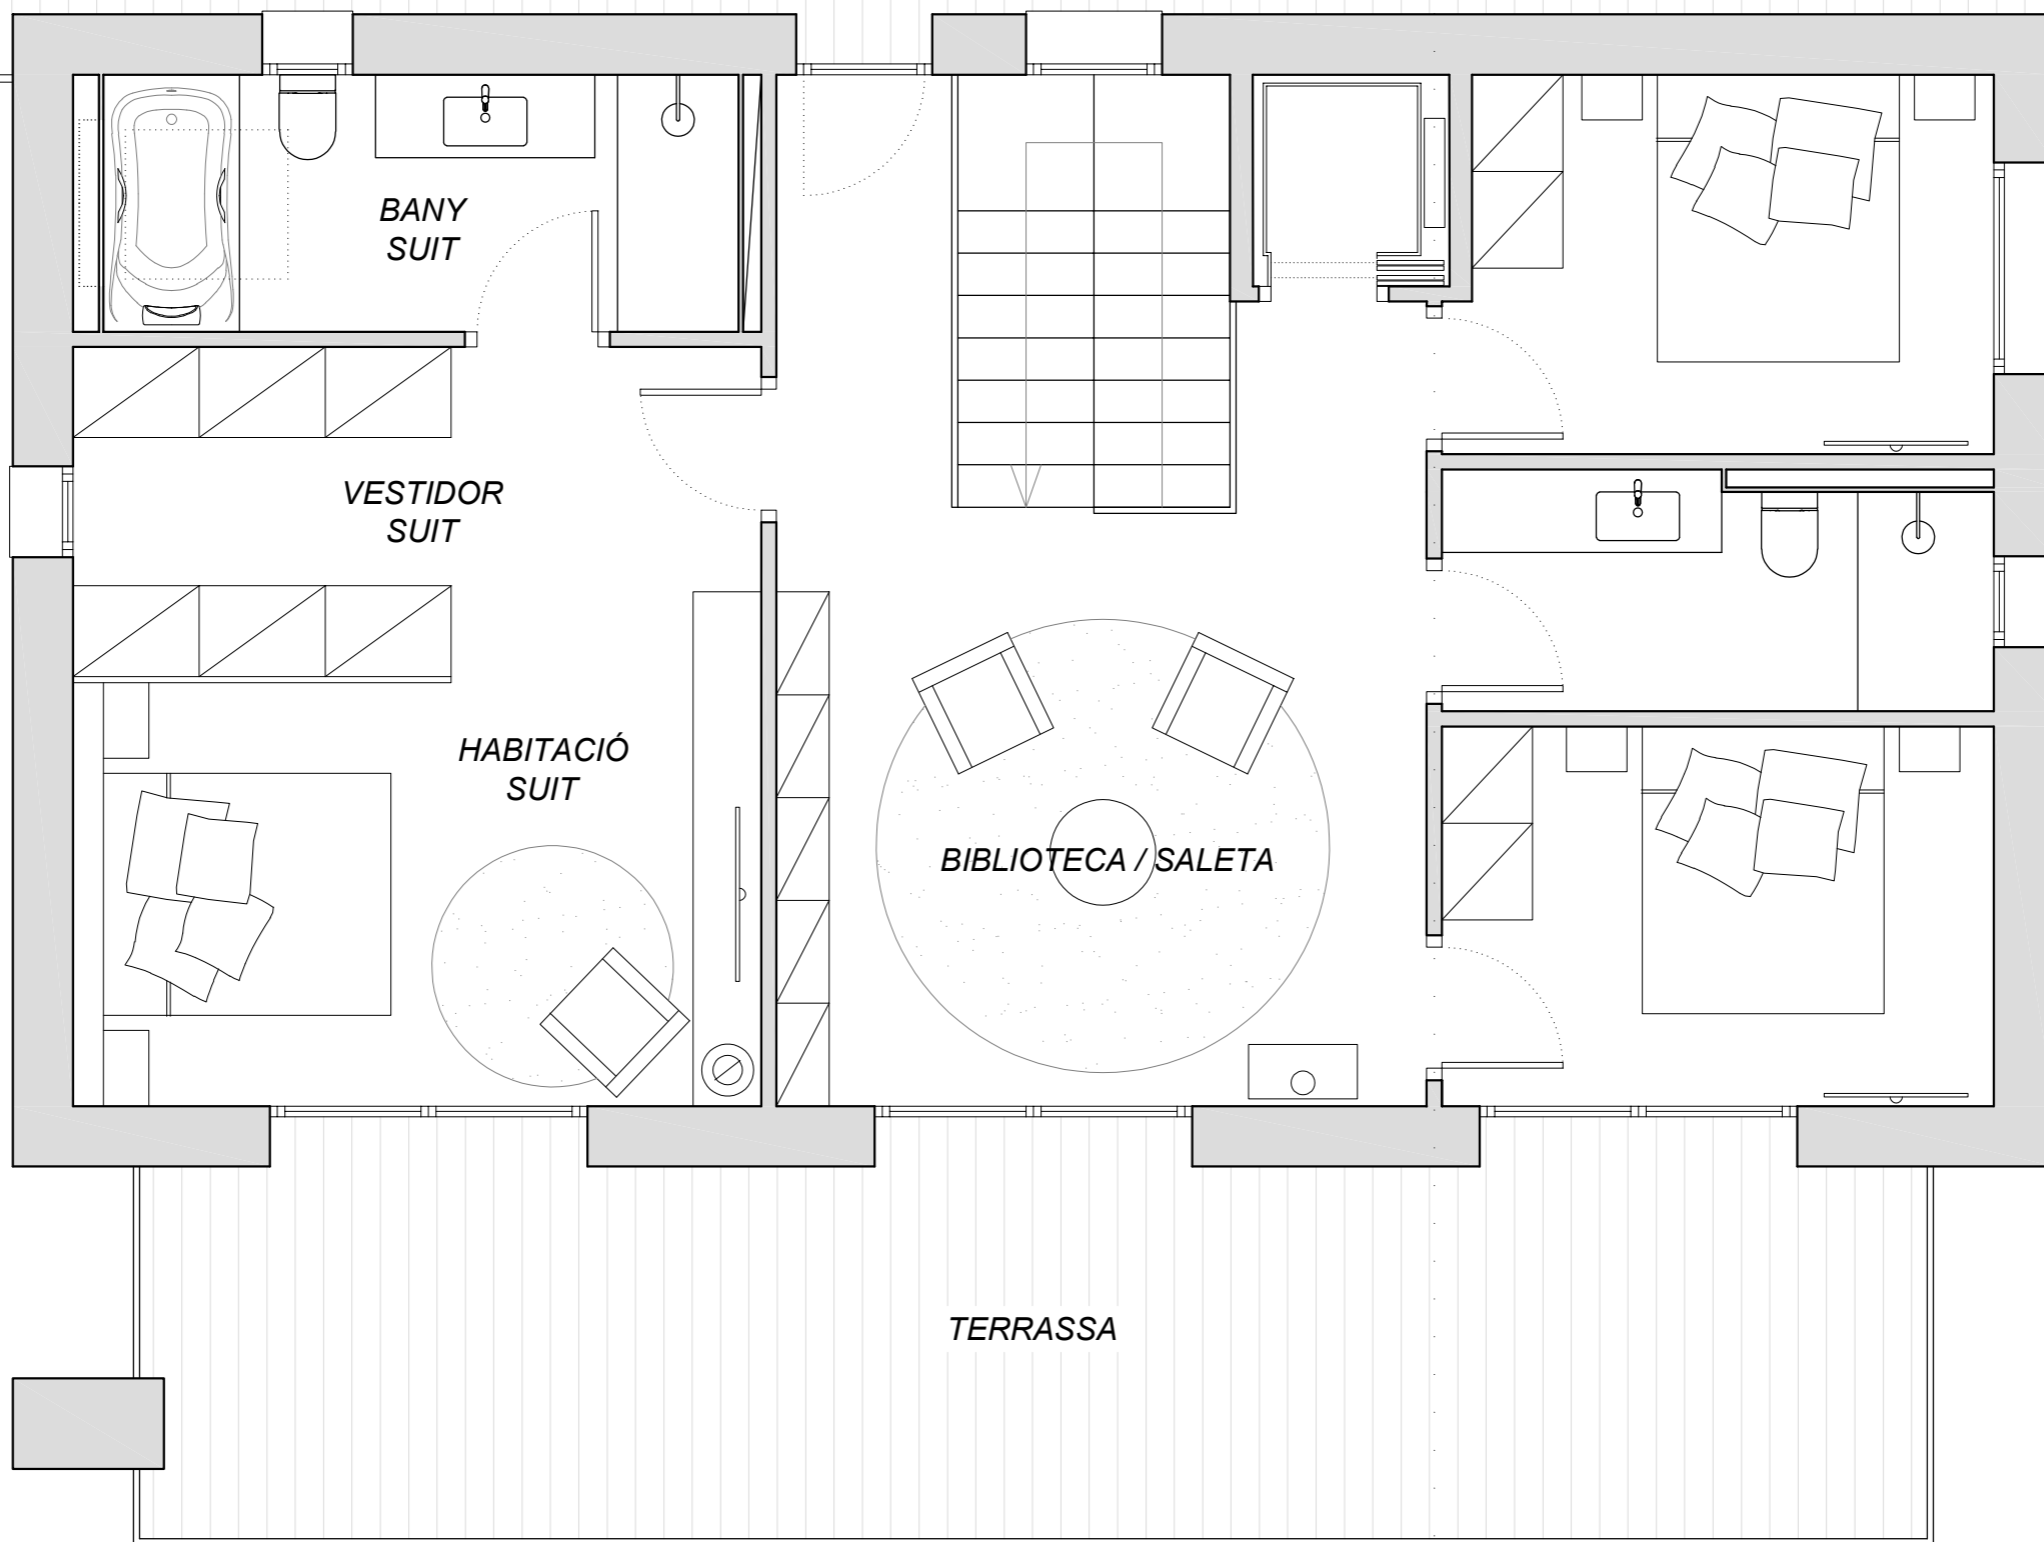 BANY
SUIT
VESTIDOR
SUIT
HABITACIÓ
SUIT
BIBLIOTECA / SALETA
TERRASSA